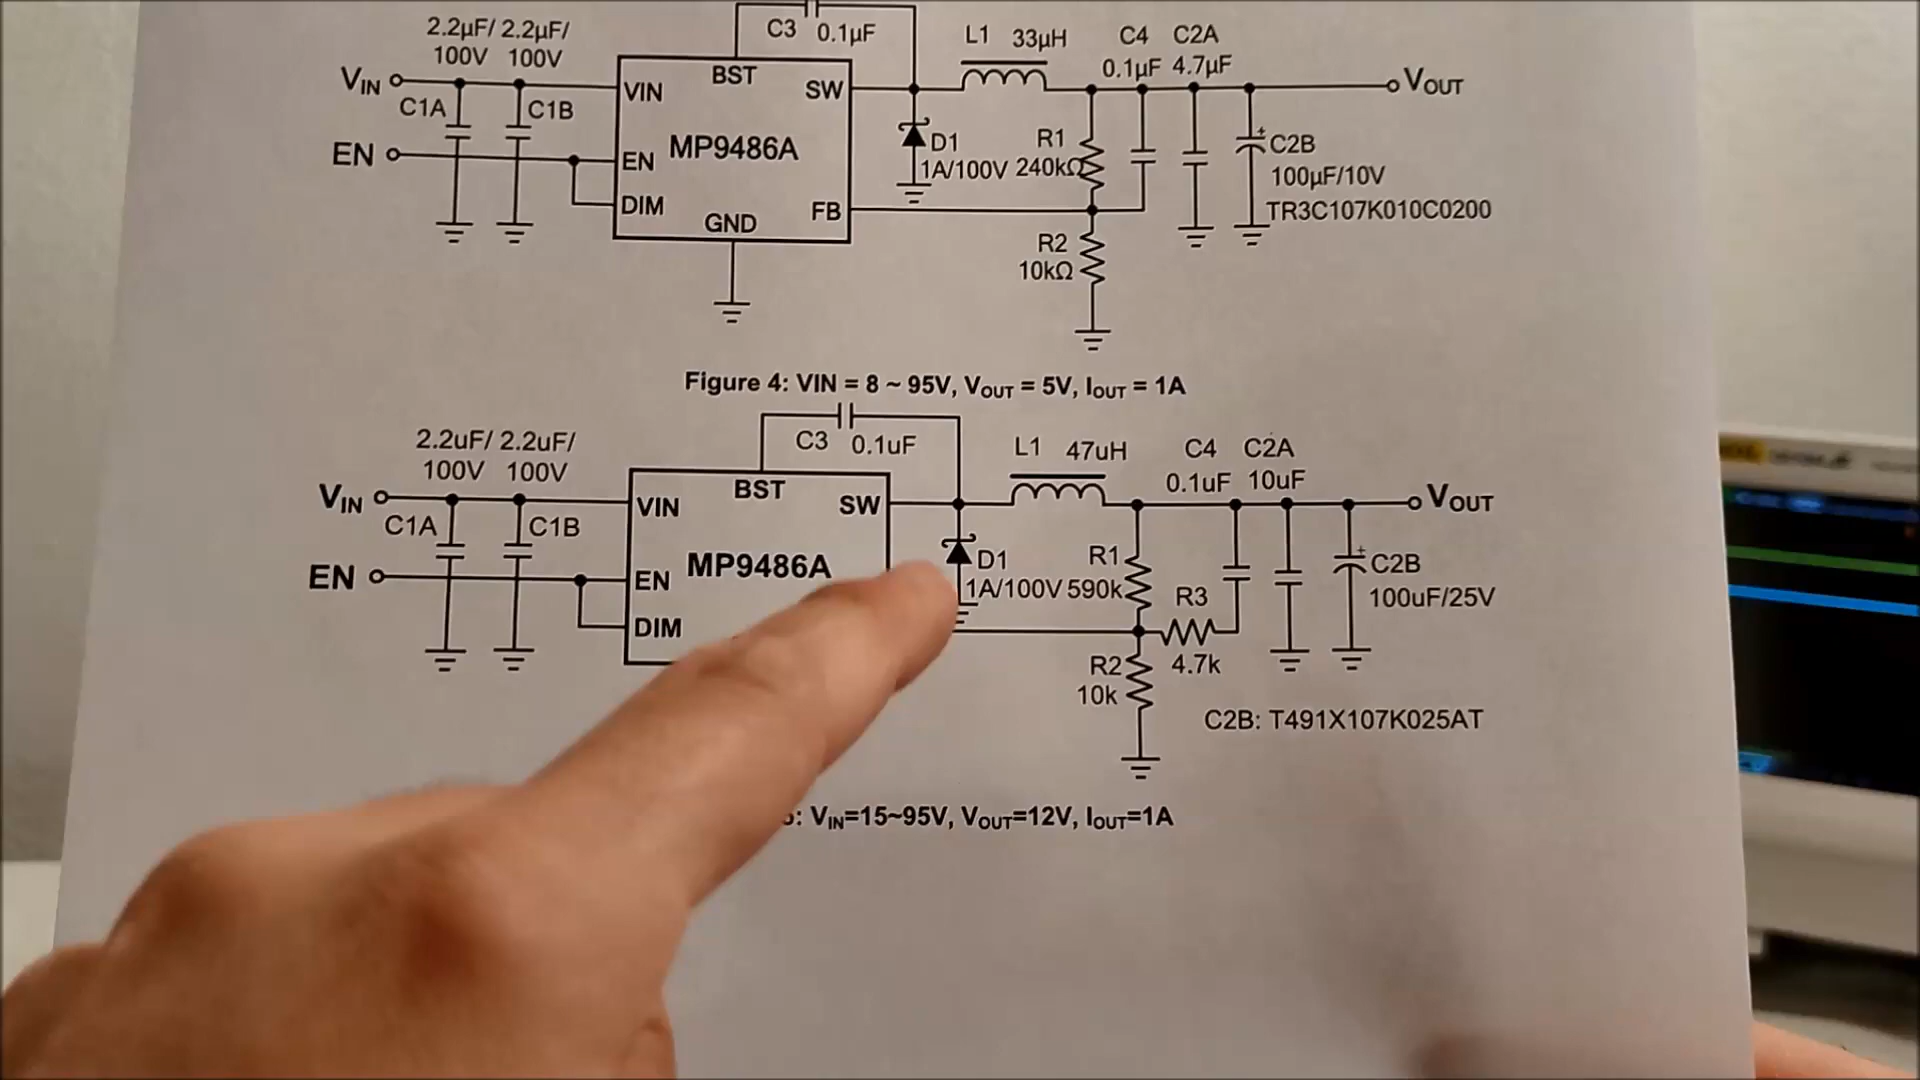 2.2µF/ 2.2µF/
100V 100V
C3 0.1µF
L1 33µH
C4 C2A
0.1µF 4.7µF
VIN
C1A
C1B
EN
VIN
BST
SW
MP9486A
EN
DIM
GND
FB
D1
1A/100V
R1
240kΩ
R2
10kΩ
C2B
100µF/10V
TR3C107K010C0200
VOUT
Figure 4: VIN = 8 ~ 95V, VOUT = 5V, IOUT = 1A
2.2uF/ 2.2uF/
100V 100V
C3 0.1uF
L1 47uH
C4 C2A
0.1uF 10uF
VIN
C1A
C1B
EN
VIN
BST
SW
MP9486A
EN
DIM
D1
1A/100V
R1
590k
R3
4.7k
R2
10k
C2B
100uF/25V
VOUT
C2B: T491X107K025AT
: VIN=15~95V, VOUT=12V, IOUT=1A